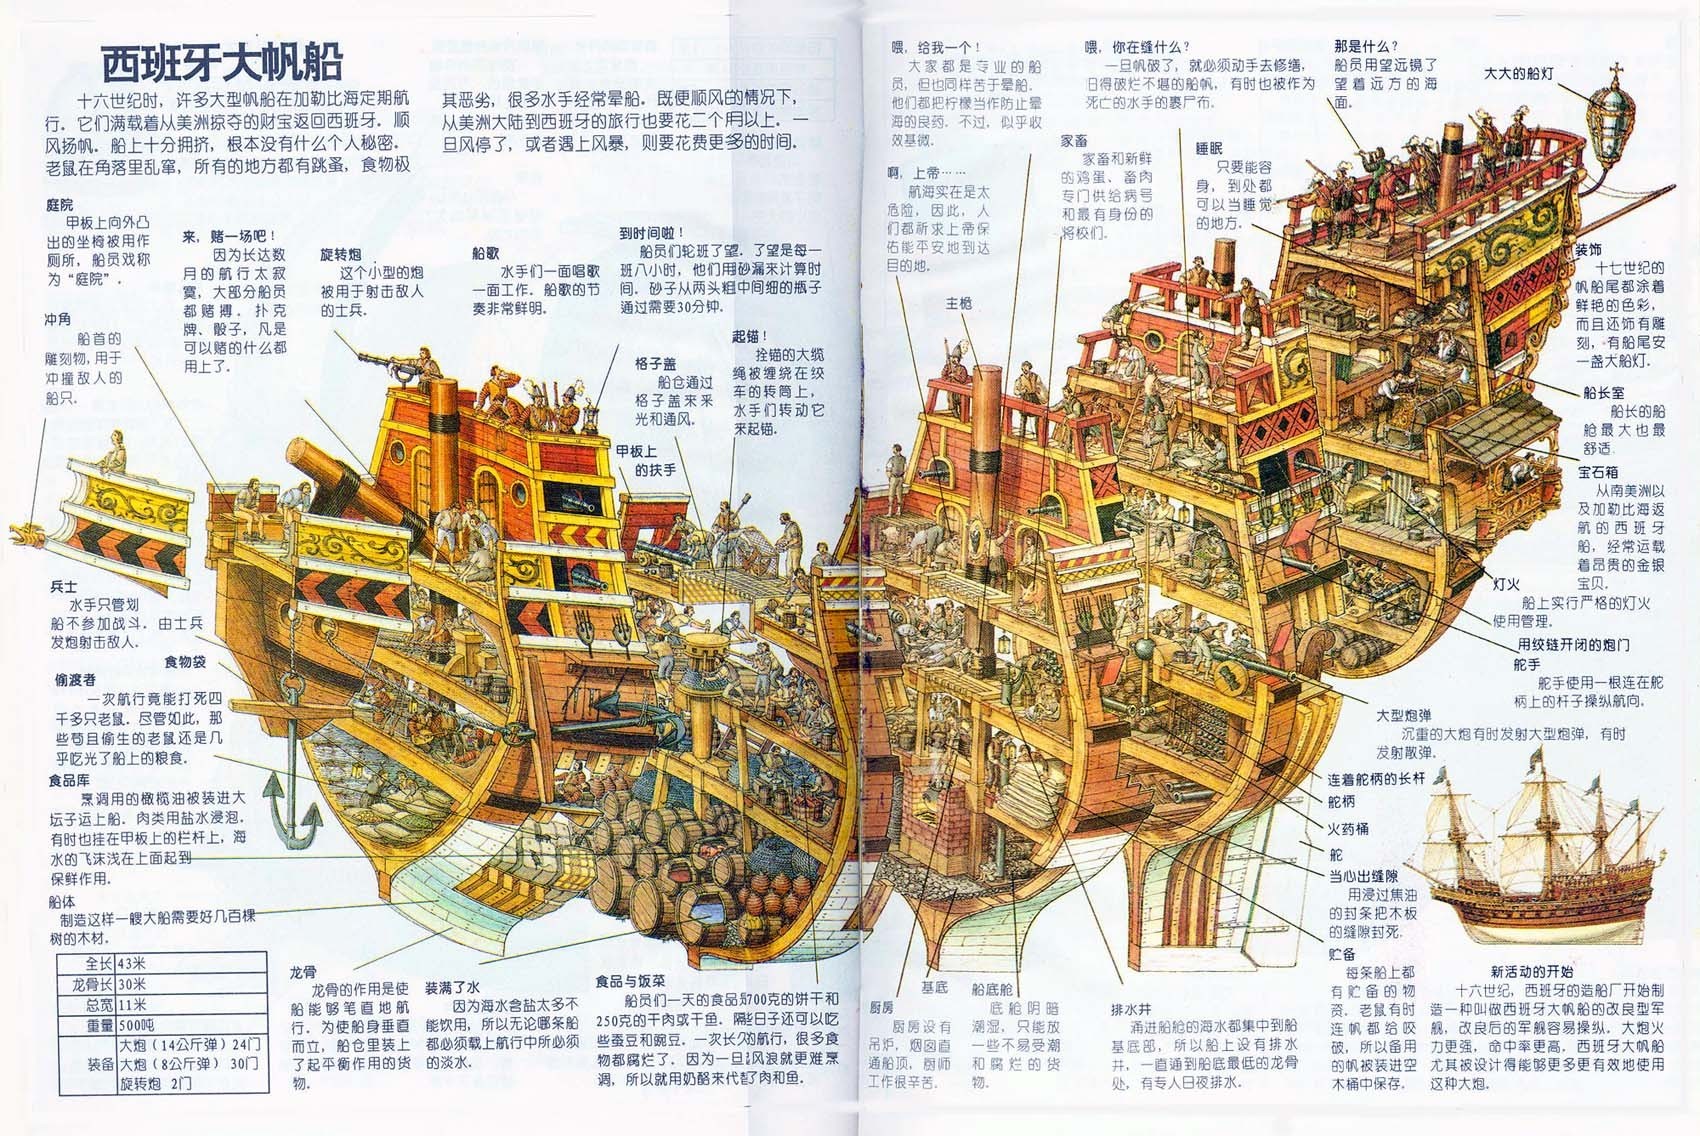 西班牙大帆船
十六世纪时，许多大型帆船在加勒比海定期航
行．它们满载着从美洲掠夺的财宝返回西班牙．顺
风扬帆．船上十分拥挤，根本没有什么个人秘密．
老鼠在角落里乱窜，所有的地方都有跳蚤，食物极
其恶劣，很多水手经常晕船．既便顺风的情况下，
从美洲大陆到西班牙的旅行也要花二个月以上．一
旦风停了，或者遇上风暴，则要花费更多的时间．
庭院
甲板上向外凸
出的坐椅被用作
厕所，船员戏称
为“庭院”．
冲角
船首的
雕刻物，用于
冲撞敌人的
船只．
来，赌一场吧！
因为长达数
月的航行太寂
寞，大部分船员
都赌搏．扑克
牌、骰子，凡是
可以赌的什么都
用上了．
旋转炮
这个小型的炮
被用于射击敌人
的士兵．
船歌
水手们一面唱歌
一面工作．船歌的节
奏非常鲜明．
到时间啦！
船员们轮班了望．了望是每一
班八小时，他们用砂漏来计算时
间．砂子从两头粗中间细的瓶子
通过需要30分钟．
格子盖
船仓通过
格子盖来采
光和通风．
起锚！
拴锚的大缆
绳被缠绕在绞
车的转筒上，
水手们转动它
来起锚．
甲板上
的扶手
兵士
水手只管划
船不参加战斗．由士兵
发炮射击敌人．
食物袋
偷渡者
一次航行竟能打死四
千多只老鼠．尽管如此，那
些苟且偷生的老鼠还是几
乎吃光了船上的粮食．
食品库
烹调用的橄榄油被装进大
坛子运上船．肉类用盐水浸泡．
有时也挂在甲板上的栏杆上，海
水的飞沫浅在上面起到
保鲜作用．
船体
制造这样一艘大船需要好几百棵
树的木材．
全长 43米
龙骨长 30米
总宽 11米
重量 500吨
装备 大炮（14公斤弹）24门
大炮（8公斤弹） 30门
旋转炮 2门
龙骨
龙骨的作用是使
船能够笔直地航
行．为使船身垂直
而立，船仓里装上
了起平衡作用的货
物．
装满了水
因为海水含盐太多不
能饮用，所以无论哪条船
都必须载上航行中所必须
的淡水．
食品与饭菜
船员们一天的食品是700克的饼干和
250克的干肉或干鱼．隔些日子还可以吃
些蚕豆和豌豆．一次长久的航行，很多食
物都腐烂了．因为一旦风浪就更难烹
调，所以就用奶酪来代替了肉和鱼．
喂，给我一个！
大家都是专业的船
员，但也同样苦于晕船．
他们都把柠檬当作防止晕
海的良药．不过，似乎收
效甚微．
啊，上帝……
航海实在是太
危险，因此，人
们都祈求上帝保
佑能平安地到达
目的地．
主桅
喂，你在缝什么？
一旦帆破了，就必须动手去修缮，
旧得破烂不堪的船帆，有时也被作为
死亡的水手的裹尸布．
家畜
家畜和新鲜
的鸡蛋、畜肉
专门供给病号
和最有身份的
将校们．
睡眠
只要能容
身，到处都
可以当睡觉
的地方．
那是什么？
船员用望远镜了
望着远方的海
面．
大大的船灯
装饰
十七世纪的
帆船尾都涂着
鲜艳的色彩，
而且还饰有雕
刻，有船尾安
一盏大船灯．
船长室
船长的船
舱最大也最
舒适．
宝石箱
从南美洲以
及加勒比海返
航的西班牙
船，经常运载
着员贵的金银
宝贝．
灯火
船上实行严格的灯火
使用管理．
用绞链开闭的炮门
舵手
舵手使用一根连在舵
柄上的杆子操纵航向．
大型炮弹
沉重的大炮有时发射大型炮弹，有时
发射散弹．
连着舵柄的长杆
舵柄
火药桶
舵
当心出缝隙
用浸过焦油
的封条把木板
的缝隙封死．
贮备
每条船上都
有贮备的物
资．老鼠有时
连帆都给咬
破，所以备用
的帆被装进空
木桶中保存．
厨房
厨房设有
吊炉，烟囱直
通船顶，厨师
工作很辛苦．
基底
船底舱
底舱阴暗
潮湿，只能放
一些不易受潮
和腐烂的货
物．
排水井
涌进船舱的海水都集中到船
基底部，所以船上设有排水
井，一直通到船底最低的龙骨
处，有专人日夜排水．
新活动的开始
十六世纪，西班牙的造船厂开始制
造一种叫做西班牙大帆船的改良型军
舰，改良后的军舰容易操纵．大炮火
力更强，命中率更高．西班牙大帆船
尤其被设计得能够更多更有效地使用
这种大炮．